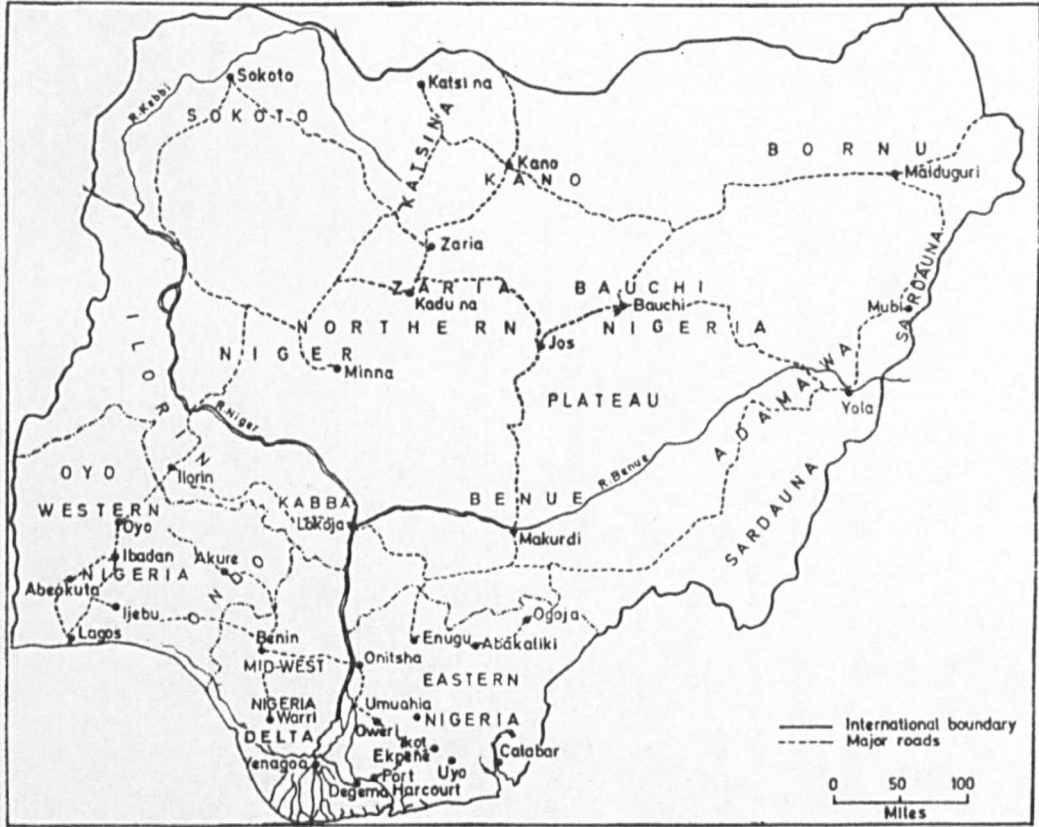 Sokoto
Katsina
R.Kebbi
SOKOTO
KATSINA
Kano
KANO
BORNU
Maiduguri
Zaria
ZARIA
Kaduna
BAUCHI
Bauchi
SARDAUNA
Mubi
NORTHERN NIGERIA
Jos
NIGER
Minna
ILORIN
PLATEAU
ADAMAWA
Yola
R.Niger
OYO
Ilorin
KABBA
BENUE
R.Benue
SARDAUNA
WESTERN
Oyo
Lokoja
Makurdi
Ibadan
Akure
ONDO
NIGERIA
Abeokuta
Ijebu
Ogoja
Lagos
Benin
Enugu
Abakaliki
MID-WEST
Onitsha
EASTERN
NIGERIA
Umuahia
NIGERIA
Warri
Owerri
DELTA
Ikot
Ekpene
Calabar
Yenagoa
Uyo
Port
Degema Harcourt
International boundary
Major roads
0 50 100
Miles